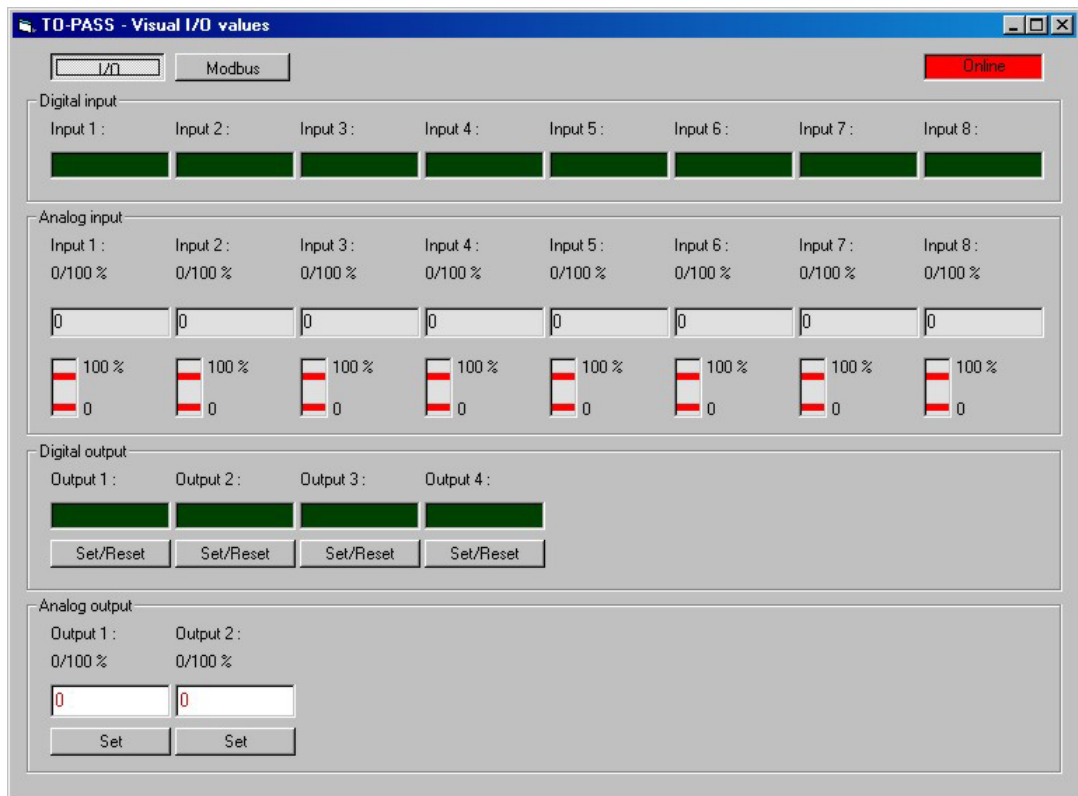 TO-PASS - Visual I/O values
I/O Modbus Online
Digital input
Input 1 : Input 2 : Input 3 : Input 4 : Input 5 : Input 6 : Input 7 : Input 8 :
Analog input
Input 1 : Input 2 : Input 3 : Input 4 : Input 5 : Input 6 : Input 7 : Input 8 :
0/100 % 0/100 % 0/100 % 0/100 % 0/100 % 0/100 % 0/100 % 0/100 %
0 0 0 0 0 0 0 0
100 % 100 % 100 % 100 % 100 % 100 % 100 % 100 %
0 0 0 0 0 0 0 0
Digital output
Output 1 : Output 2 : Output 3 : Output 4 :
Set/Reset Set/Reset Set/Reset Set/Reset
Analog output
Output 1 : Output 2 :
0/100 % 0/100 %
0 0
Set Set